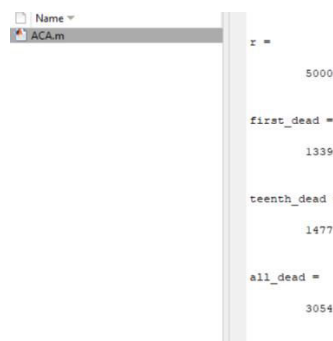 Name
ACA.m
r =
5000
first_dead =
1339
teenth_dead
1477
all_dead =
3054